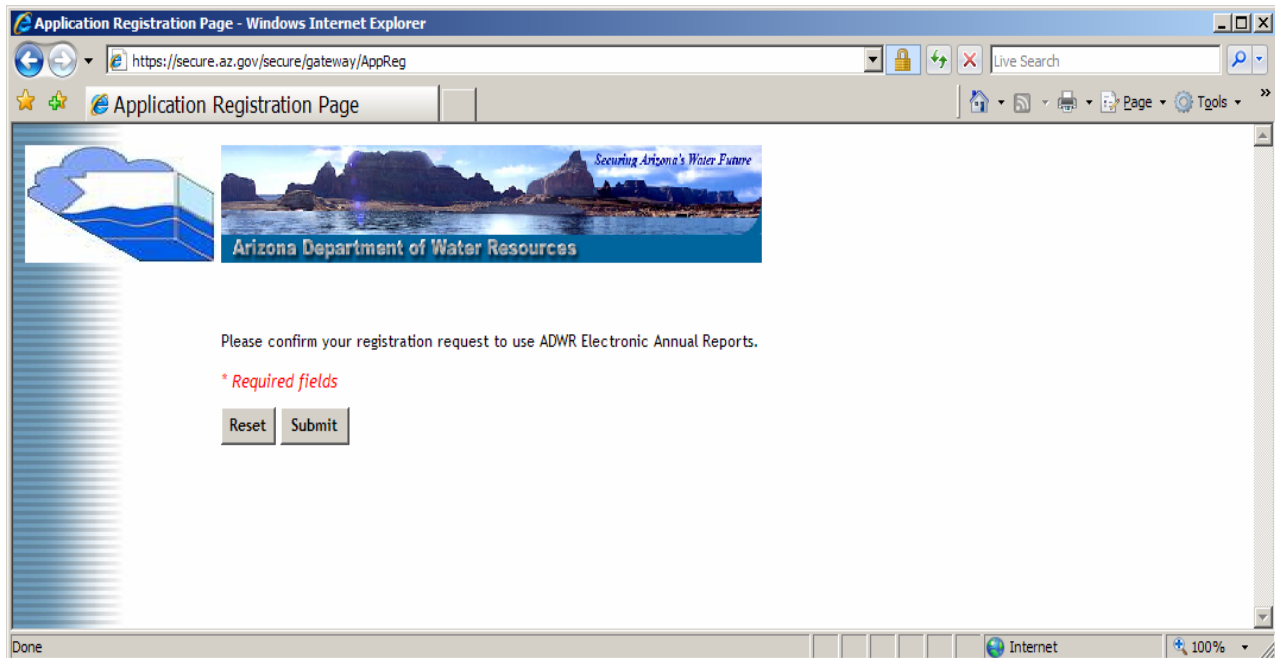 Application Registration Page - Windows Internet Explorer
https://secure.az.gov/secure/gateway/AppReg
Live Search
Application Registration Page
Page
Tools
»
Securing Arizona's Water Future
Arizona Department of Water Resources
Please confirm your registration request to use ADWR Electronic Annual Reports.
* Required fields
Reset Submit
Done
Internet
100%